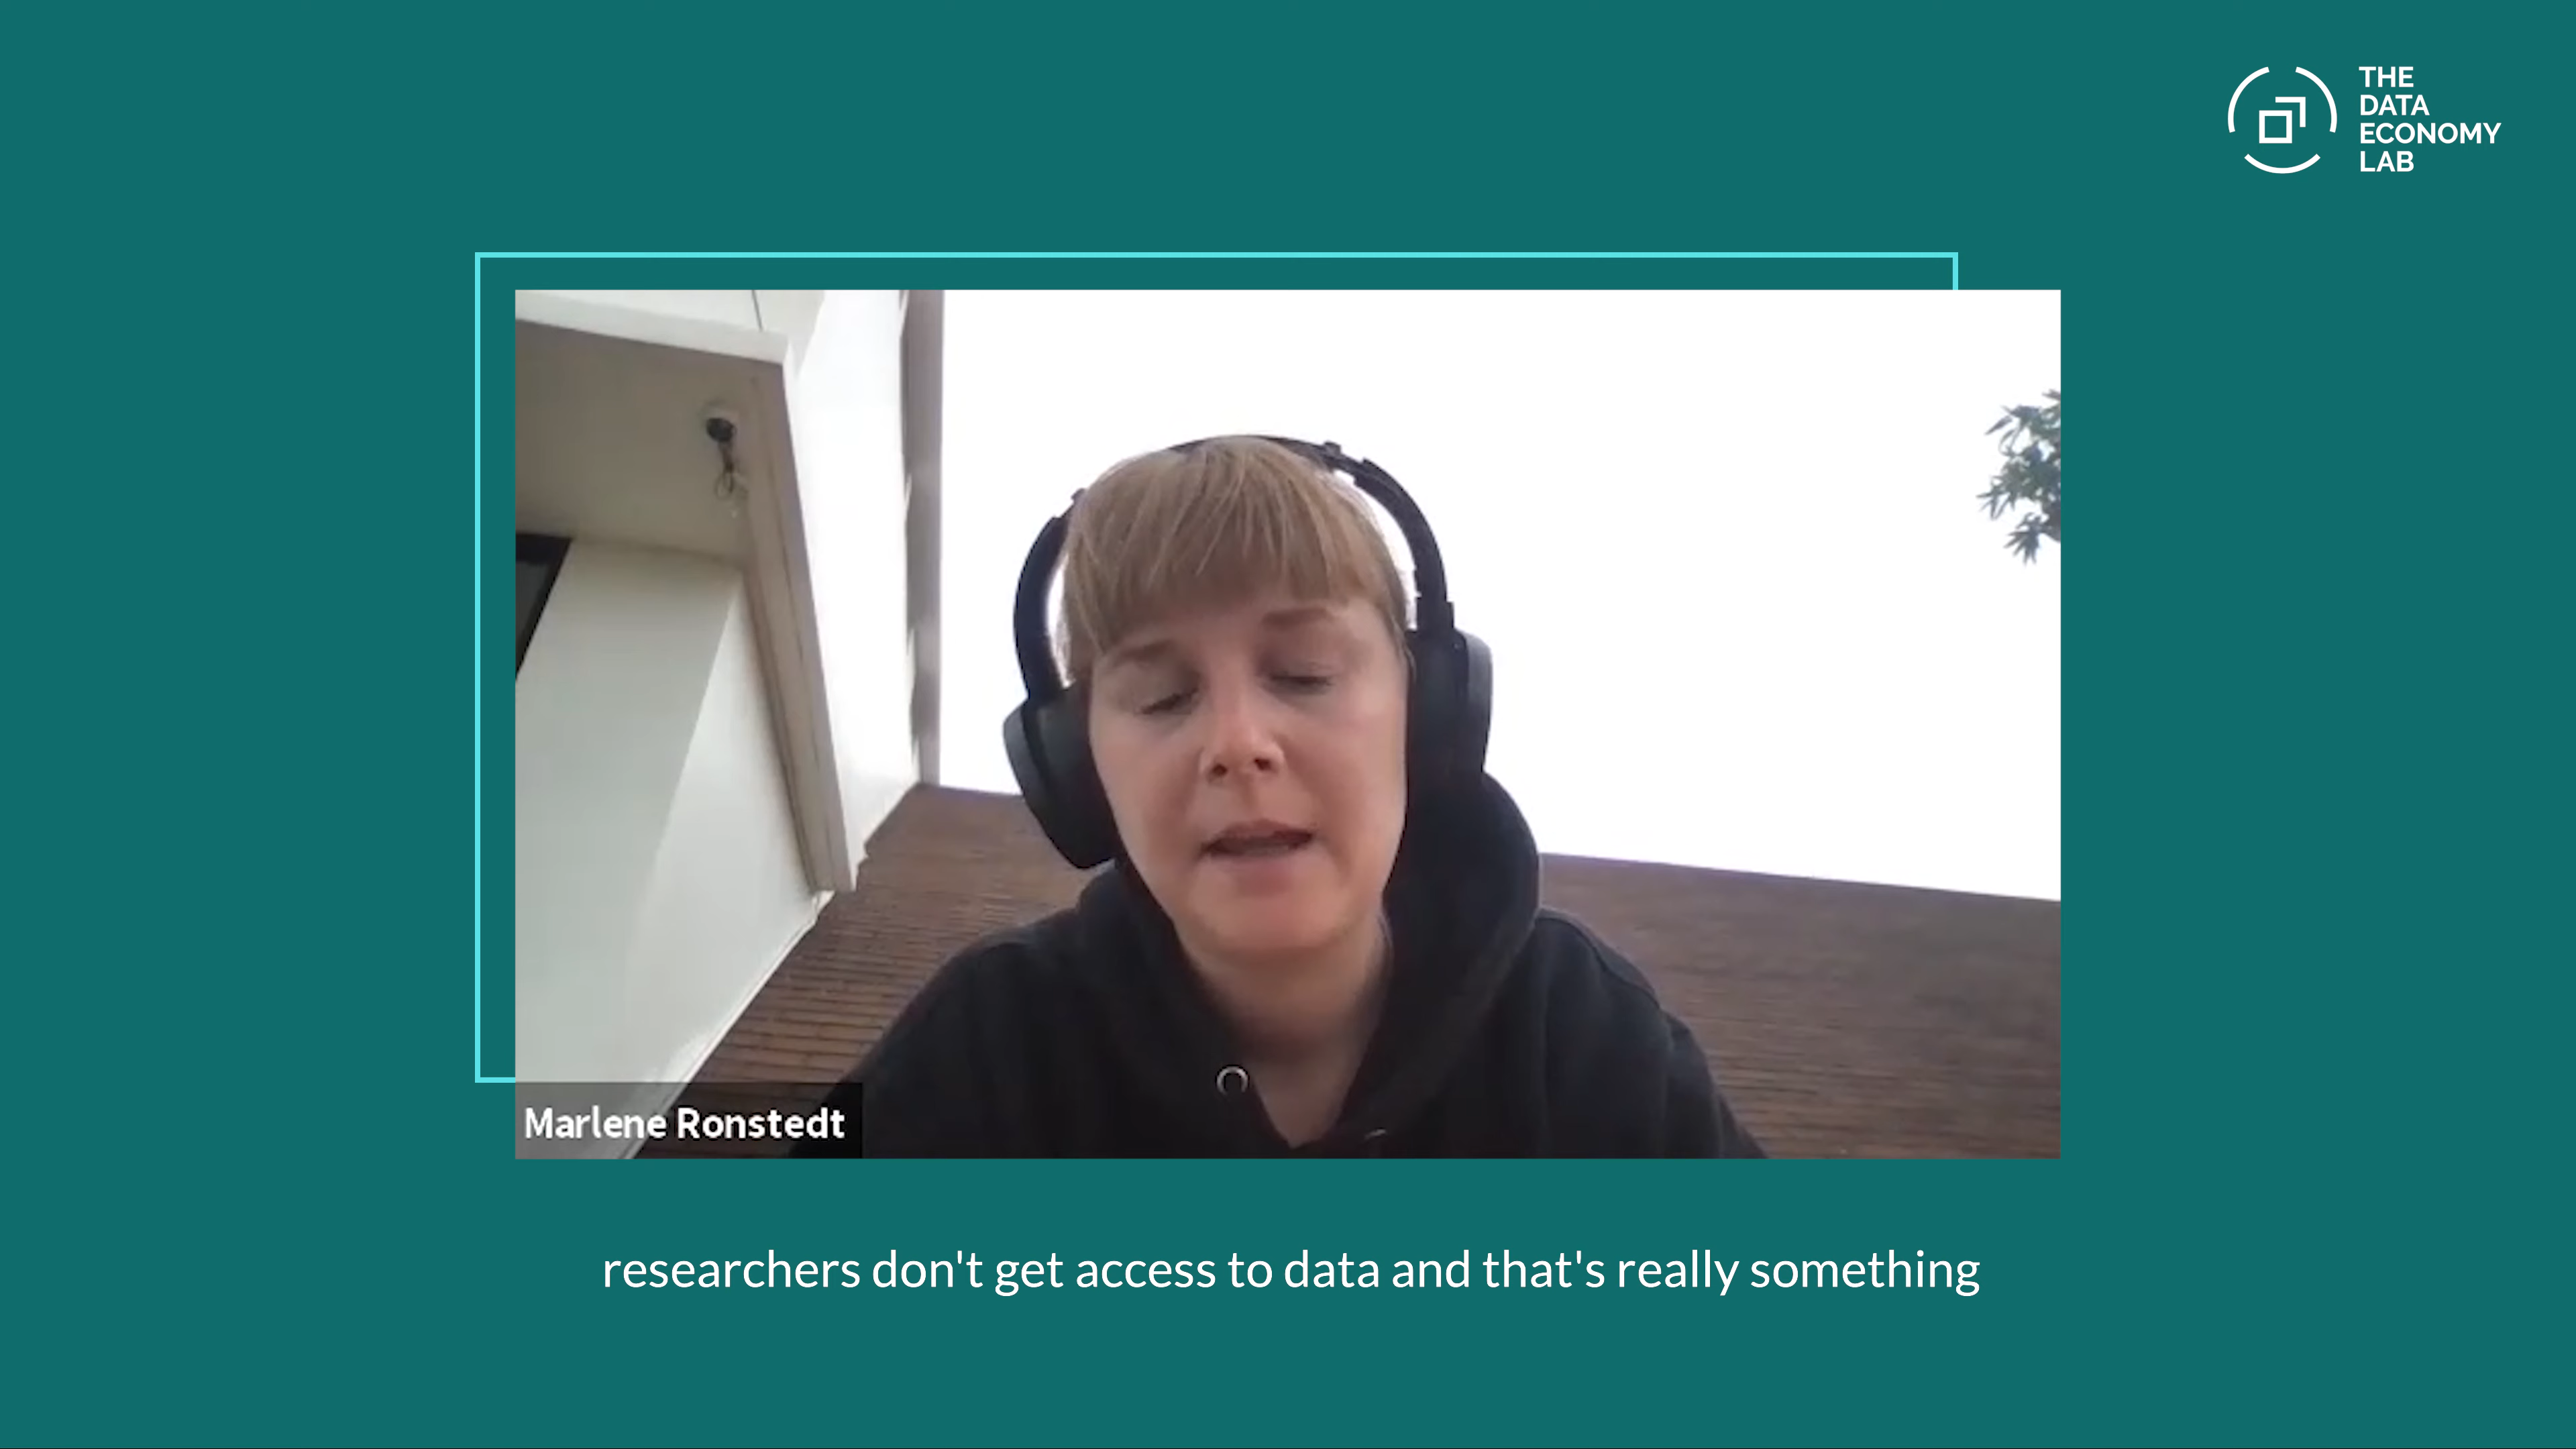 THE
DATA
ECONOMY
LAB
Marlene Ronstedt
researchers don't get access to data and that's really something